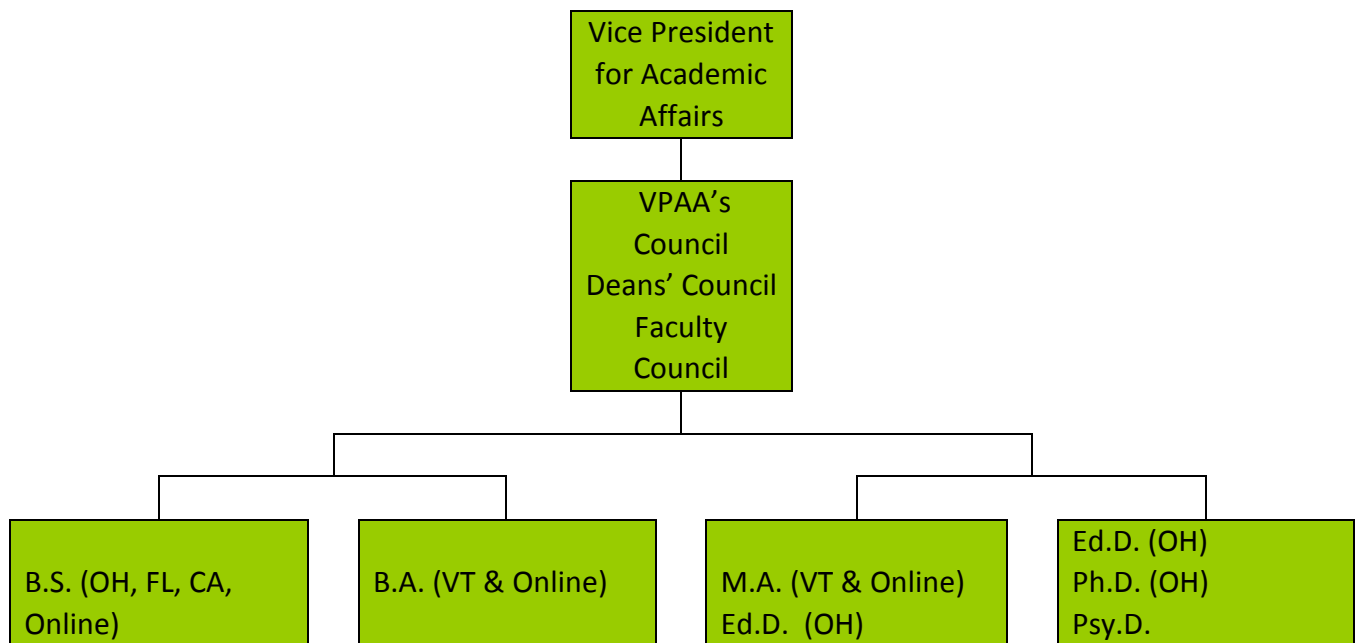 Vice President
for Academic
Affairs
VPAA’s
Council
Deans’ Council
Faculty
Council
B.S. (OH, FL, CA,
Online)
B.A. (VT & Online)
M.A. (VT & Online)
Ed.D. (OH)
Ed.D. (OH)
Ph.D. (OH)
Psy.D.